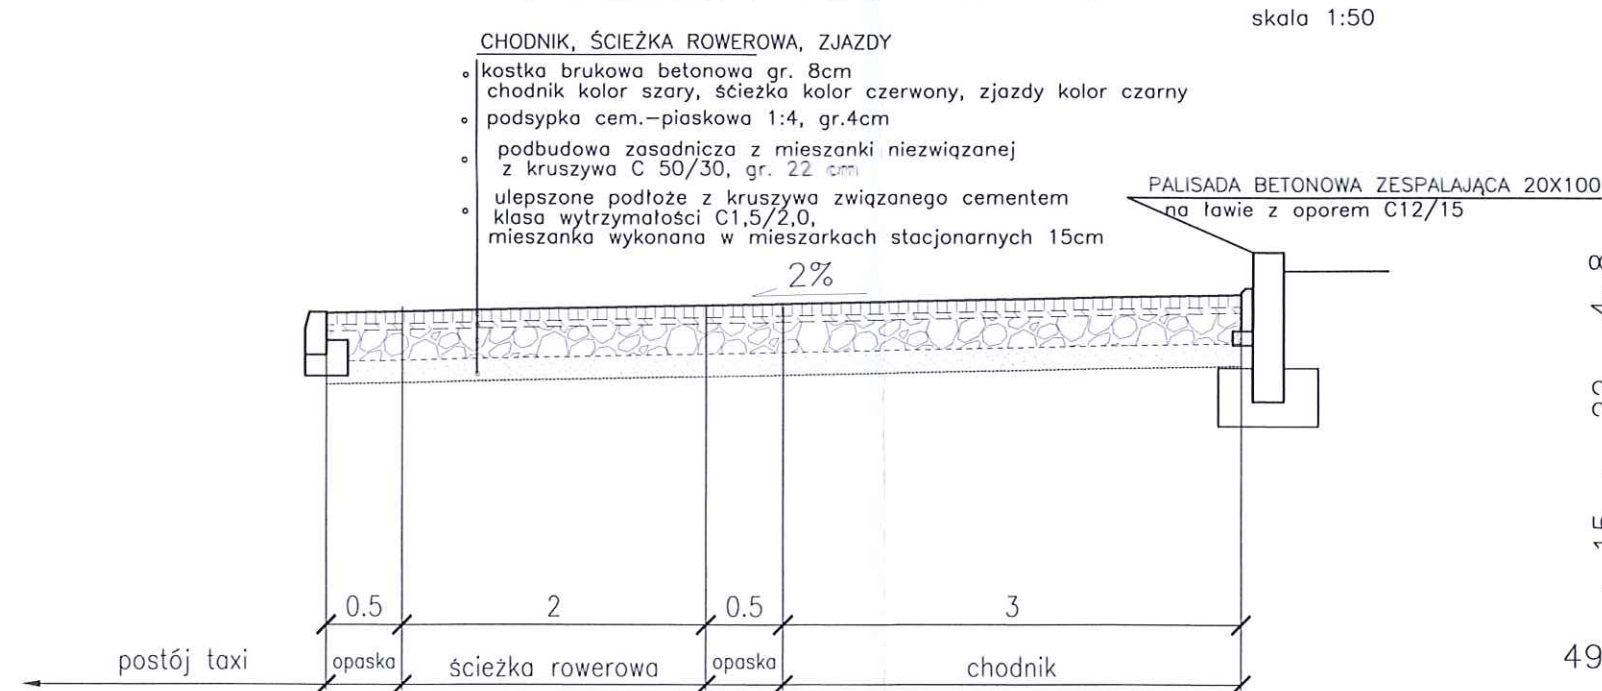 skala 1:50
CHODNIK, ŚCIEŻKA ROWEROWA, ZJAZDY
kostka brukowa betonowa gr. 8cm
chodnik kolor szary, śćieżka kolor czerwony, zjazdy kolor czarny
podsypka cem.-piaskowa 1:4, gr.4cm
podbudowa zasadnicza z mieszanki niezwiązanej
z kruszywa C 50/30, gr. 22 cm
ulepszone podłoże z kruszywa związanego cementem
klasa wytrzymałości C1,5/2,0,
mieszanka wykonana w mieszarkach stacjonarnych 15cm
PALISADA BETONOWA ZESPALAJĄCA 20X100
na ławie z oporem C12/15
2%
0.5 2 0.5 3
postój taxi opaska ścieżka rowerowa opaska chodnik
49